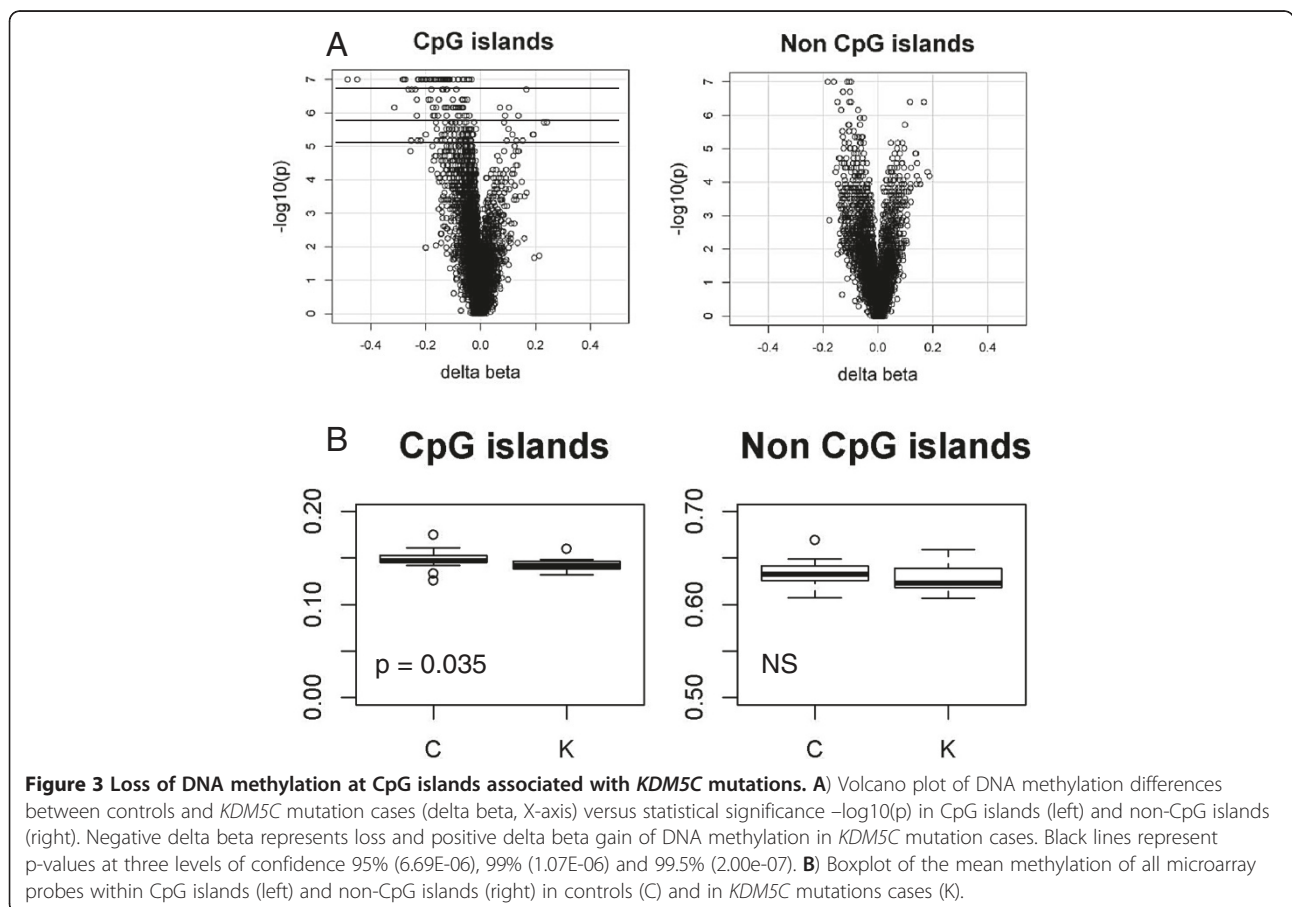 A
CpG islands
Non CpG islands
7
6
5
4
3
2
1
0
-log10(p)
-0.4 -0.2 0.0 0.2 0.4
delta beta
7
6
5
4
3
2
1
0
-log10(p)
-0.4 -0.2 0.0 0.2 0.4
delta beta
B
CpG islands
Non CpG islands
0.20
0.10
0.00
p = 0.035
C K
0.70
0.60
0.50
NS
C K
Figure 3 Loss of DNA methylation at CpG islands associated with KDM5C mutations. A) Volcano plot of DNA methylation differences
between controls and KDM5C mutation cases (delta beta, X-axis) versus statistical significance –log10(p) in CpG islands (left) and non-CpG islands
(right). Negative delta beta represents loss and positive delta beta gain of DNA methylation in KDM5C mutation cases. Black lines represent
p-values at three levels of confidence 95% (6.69E-06), 99% (1.07E-06) and 99.5% (2.00e-07). B) Boxplot of the mean methylation of all microarray
probes within CpG islands (left) and non-CpG islands (right) in controls (C) and in KDM5C mutations cases (K).